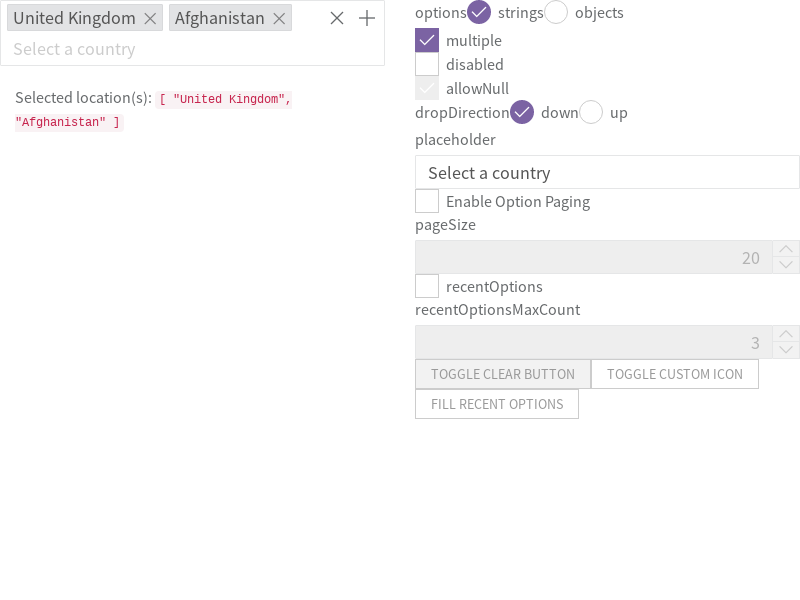 United Kingdom Afghanistan
Select a country
Selected location(s): [ "United Kingdom",
"Afghanistan" ]
options strings objects
multiple
disabled
allowNull
dropDirection down up
placeholder
Select a country
Enable Option Paging
pageSize
20
recentOptions
recentOptionsMaxCount
3
TOGGLE CLEAR BUTTON TOGGLE CUSTOM ICON
FILL RECENT OPTIONS